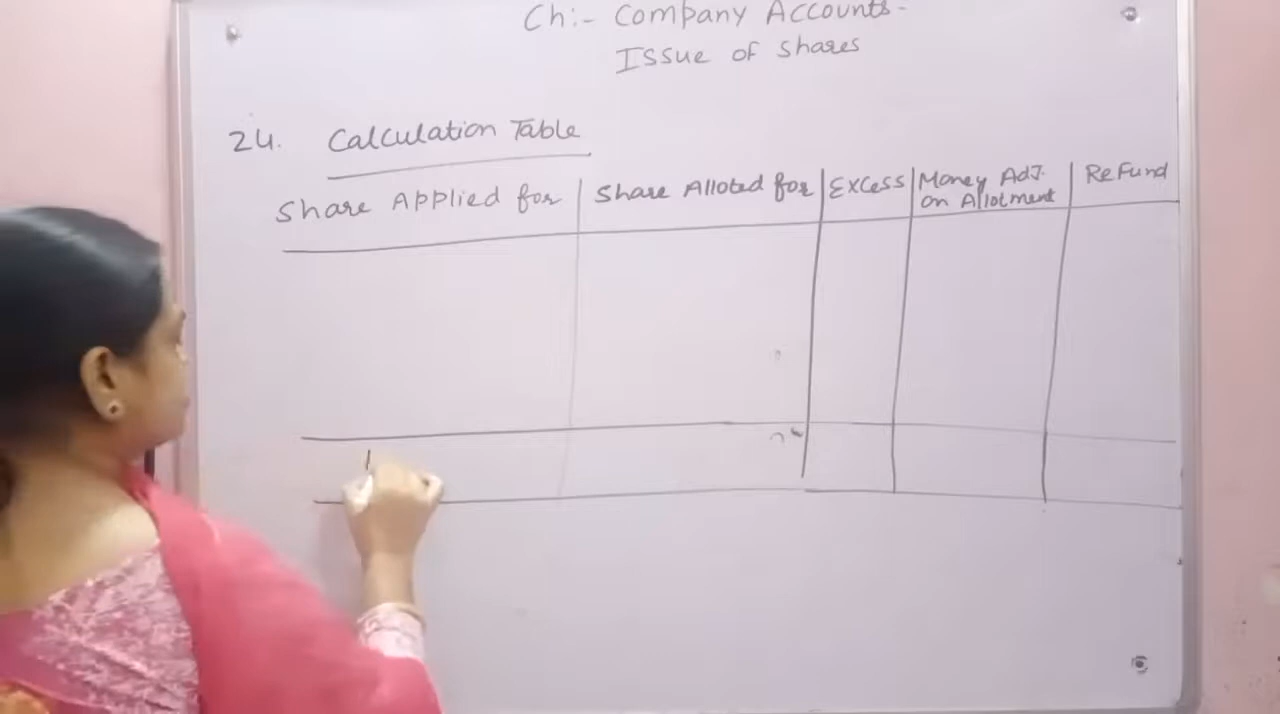 Ch:- Company Accounts-
Issue of Shares
24. Calculation Table
Share Applied for | Share Alloted for | Excess | Money Adj. on Allotment | Refund